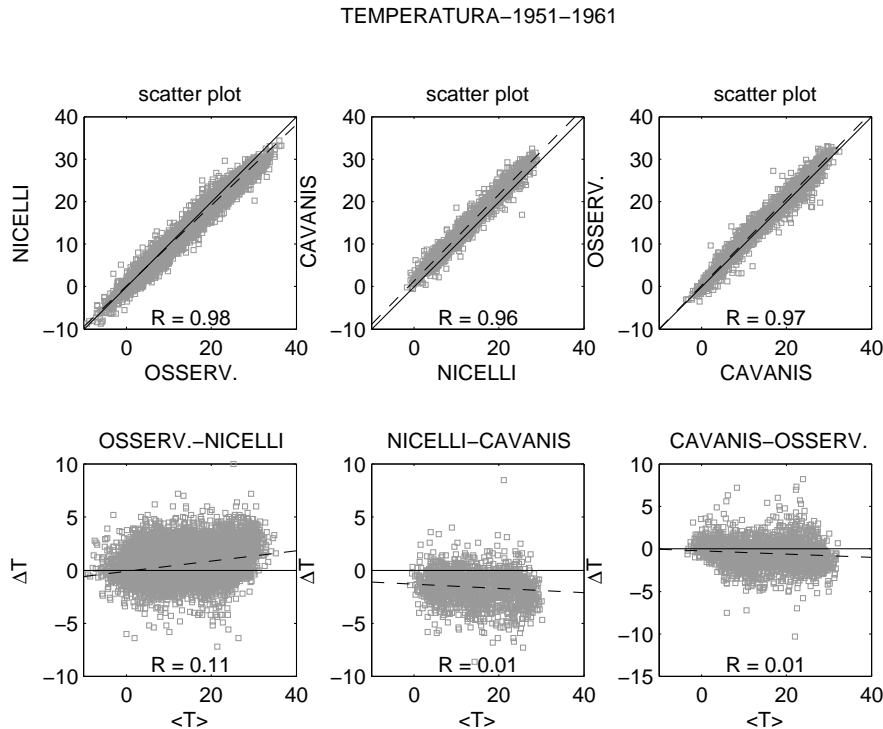 TEMPERATURA−1951−1961
scatter plot
NICELLI
40
30
20
10
0
−10
R = 0.98
0 20 40
OSSERV.
scatter plot
CAVANIS
40
30
20
10
0
−10
R = 0.96
0 20 40
NICELLI
scatter plot
OSSERV.
40
30
20
10
0
−10
R = 0.97
0 20 40
CAVANIS
OSSERV.−NICELLI
ΔT
10
5
0
−5
−10
R = 0.11
0 20 40
<T>
NICELLI−CAVANIS
ΔT
10
5
0
−5
−10
R = 0.01
0 20 40
<T>
CAVANIS−OSSERV.
ΔT
10
5
0
−5
−10
−15
R = 0.01
0 20 40
<T>